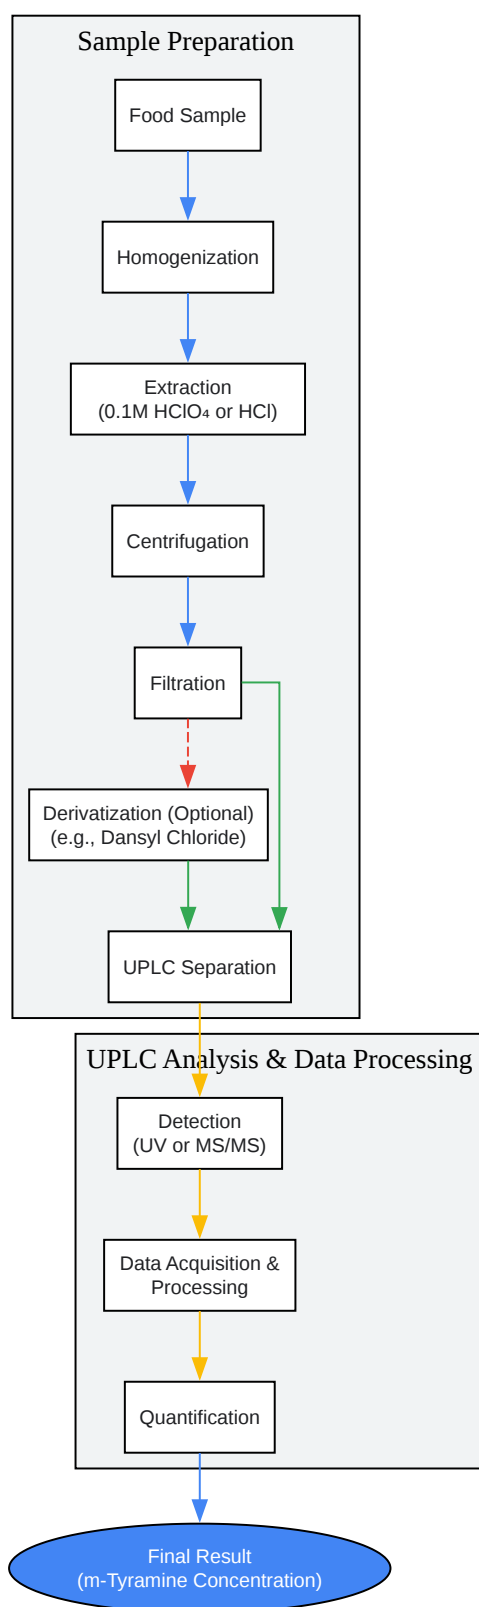 Sample Preparation
Food Sample
Homogenization
Extraction
(0.1M HClO₄ or HCl)
Centrifugation
Filtration
Derivatization (Optional)
(e.g., Dansyl Chloride)
UPLC Separation
UPLC Analysis & Data Processing
Detection
(UV or MS/MS)
Data Acquisition &
Processing
Quantification
Final Result
(m-Tyramine Concentration)